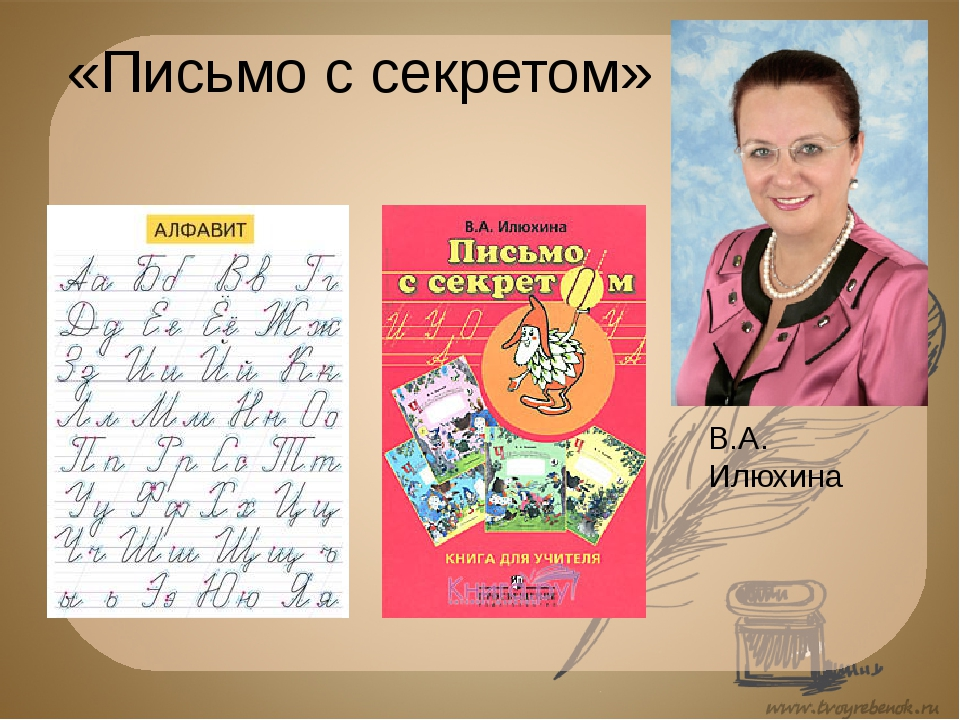 «Письмо с секретом»
АЛФАВИТ
Аа Бб Вв Гг
Дд Ее Ёё Жж
Зз Ии Йй Кк
Лл Мм Нн Оо
Пп Рр Сс Тт
Уу Фф Хх Цц
Чч Шш Щщ ъ
ы ь Ээ Юю Яя
В.А. Илюхина
Письмо
с секретом
И У О У
А А
КНИГА ДЛЯ УЧИТЕЛЯ
В.А.
Илюхина
www.tvoyrebenok.ru